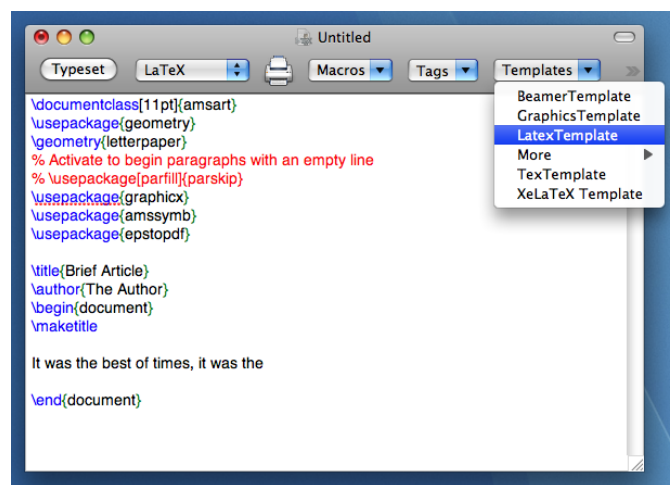 Untitled
Typeset LaTeX Macros Tags Templates »
BeamerTemplate
GraphicsTemplate
LatexTemplate
More
TexTemplate
XeLaTeX Template
\documentclass[11pt]{amsart}
\usepackage{geometry}
\geometry{letterpaper}
% Activate to begin paragraphs with an empty line
% \usepackage[parfill]{parskip}
\usepackage{graphicx}
\usepackage{amssymb}
\usepackage{epstopdf}
\title{Brief Article}
\author{The Author}
\begin{document}
\maketitle
It was the best of times, it was the
\end{document}